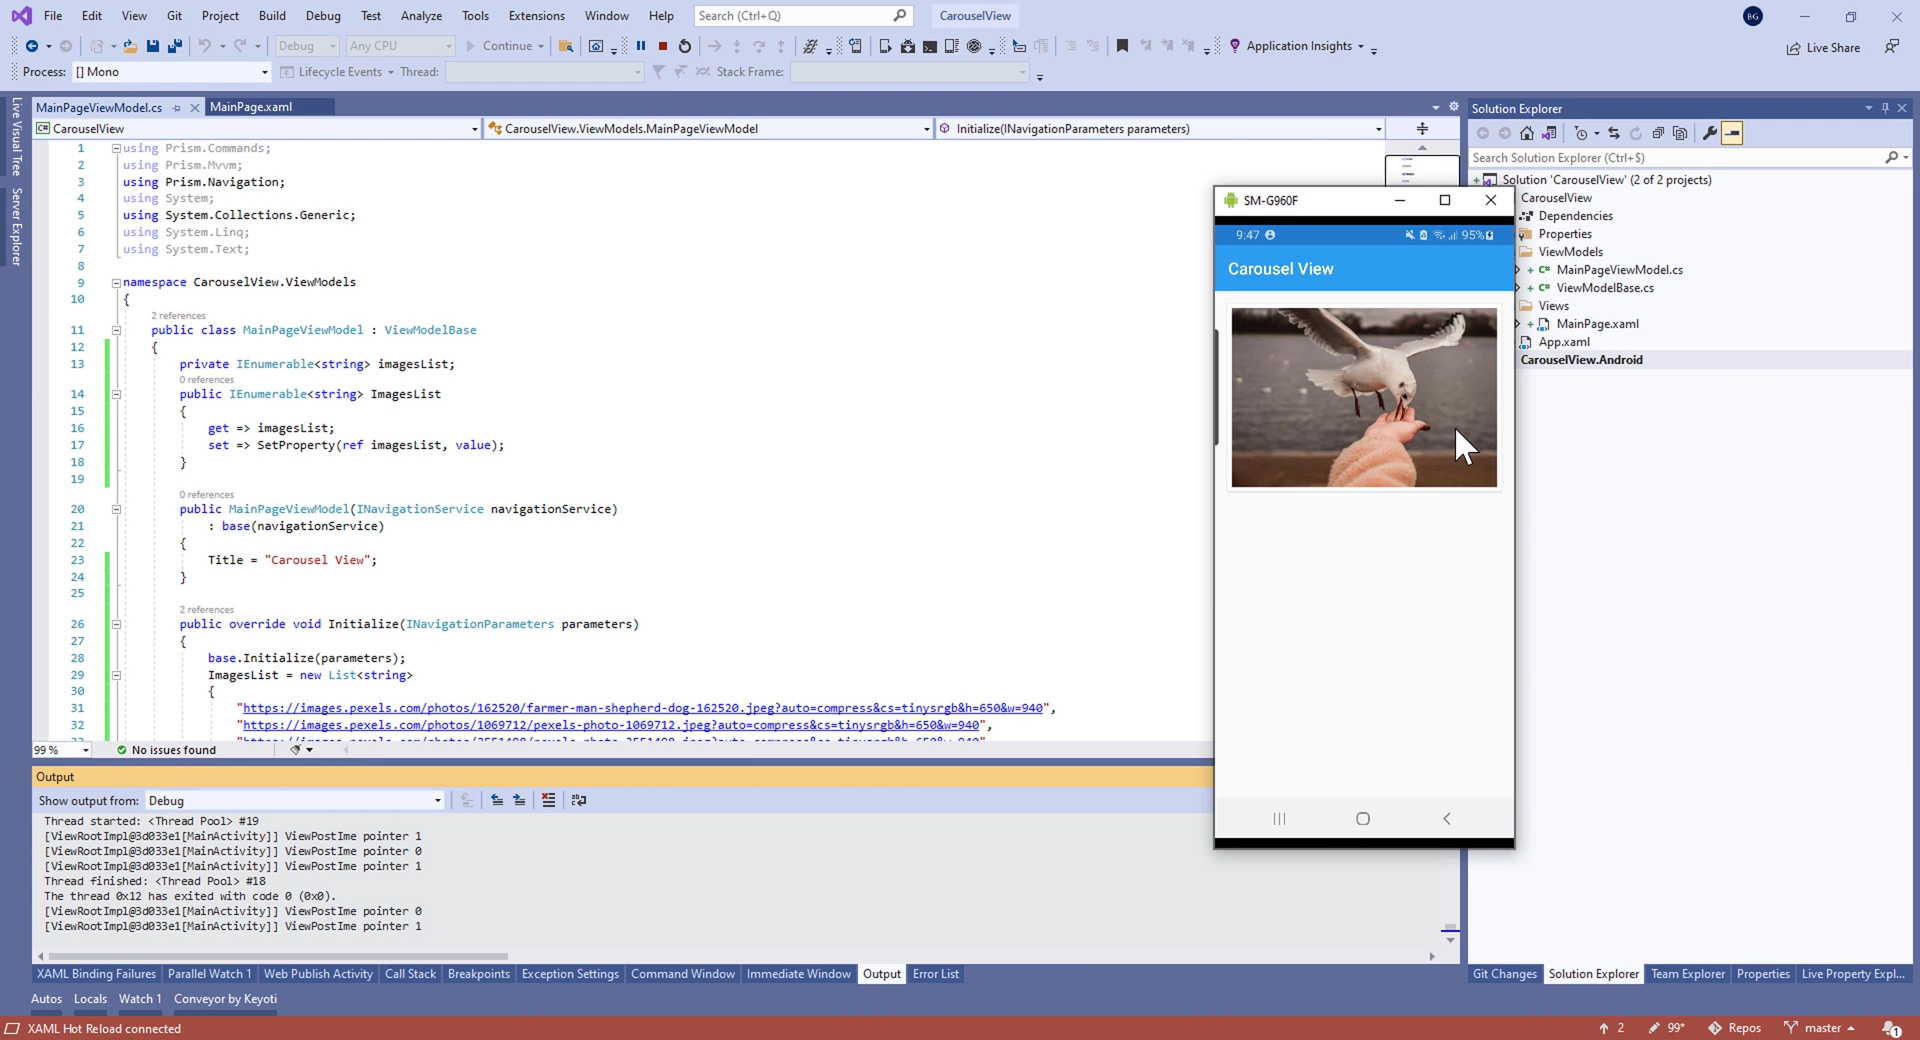 File Edit View Git Project Build Debug Test Analyze Tools Extensions Window Help Search (Ctrl+Q) CarouselView BG
Debug Any CPU Continue Application Insights Live Share
Process: [] Mono Lifecycle Events Thread: Stack Frame:
Live Visual Tree
Server Explorer
MainPageViewModel.cs MainPage.xaml
C# CarouselView CarouselView.ViewModels.MainPageViewModel Initialize(INavigationParameters parameters)
1 using Prism.Commands;
2 using Prism.Mvvm;
3 using Prism.Navigation;
4 using System;
5 using System.Collections.Generic;
6 using System.Linq;
7 using System.Text;
8
9 namespace CarouselView.ViewModels
10 {
2 references
11 public class MainPageViewModel : ViewModelBase
12 {
13 private IEnumerable<string> imagesList;
0 references
14 public IEnumerable<string> ImagesList
15 {
16 get => imagesList;
17 set => SetProperty(ref imagesList, value);
18 }
19
0 references
20 public MainPageViewModel(INavigationService navigationService)
21 : base(navigationService)
22 {
23 Title = "Carousel View";
24 }
25
2 references
26 public override void Initialize(INavigationParameters parameters)
27 {
28 base.Initialize(parameters);
29 ImagesList = new List<string>
30 {
31 "https://images.pexels.com/photos/162520/farmer-man-shepherd-dog-162520.jpeg?auto=compress&cs=tinysrgb&h=650&w=940",
32 "https://images.pexels.com/photos/1069712/pexels-photo-1069712.jpeg?auto=compress&cs=tinysrgb&h=650&w=940",
99 % No issues found
Output
Show output from: Debug
Thread started: <Thread Pool> #19
[ViewRootImpl@3d033e1[MainActivity]] ViewPostIme pointer 1
[ViewRootImpl@3d033e1[MainActivity]] ViewPostIme pointer 0
[ViewRootImpl@3d033e1[MainActivity]] ViewPostIme pointer 1
Thread finished: <Thread Pool> #18
The thread 0x12 has exited with code 0 (0x0).
[ViewRootImpl@3d033e1[MainActivity]] ViewPostIme pointer 0
[ViewRootImpl@3d033e1[MainActivity]] ViewPostIme pointer 1
XAML Binding Failures Parallel Watch 1 Web Publish Activity Call Stack Breakpoints Exception Settings Command Window Immediate Window Output Error List
Autos Locals Watch 1 Conveyor by Keyoti
XAML Hot Reload connected
SM-G960F
9:47 95%
Carousel View
Solution Explorer
Search Solution Explorer (Ctrl+$)
Solution 'CarouselView' (2 of 2 projects)
CarouselView
Dependencies
Properties
ViewModels
C# MainPageViewModel.cs
C# ViewModelBase.cs
Views
MainPage.xaml
App.xaml
CarouselView.Android
Git Changes Solution Explorer Team Explorer Properties Live Property Expl...
2 99* Repos master 1